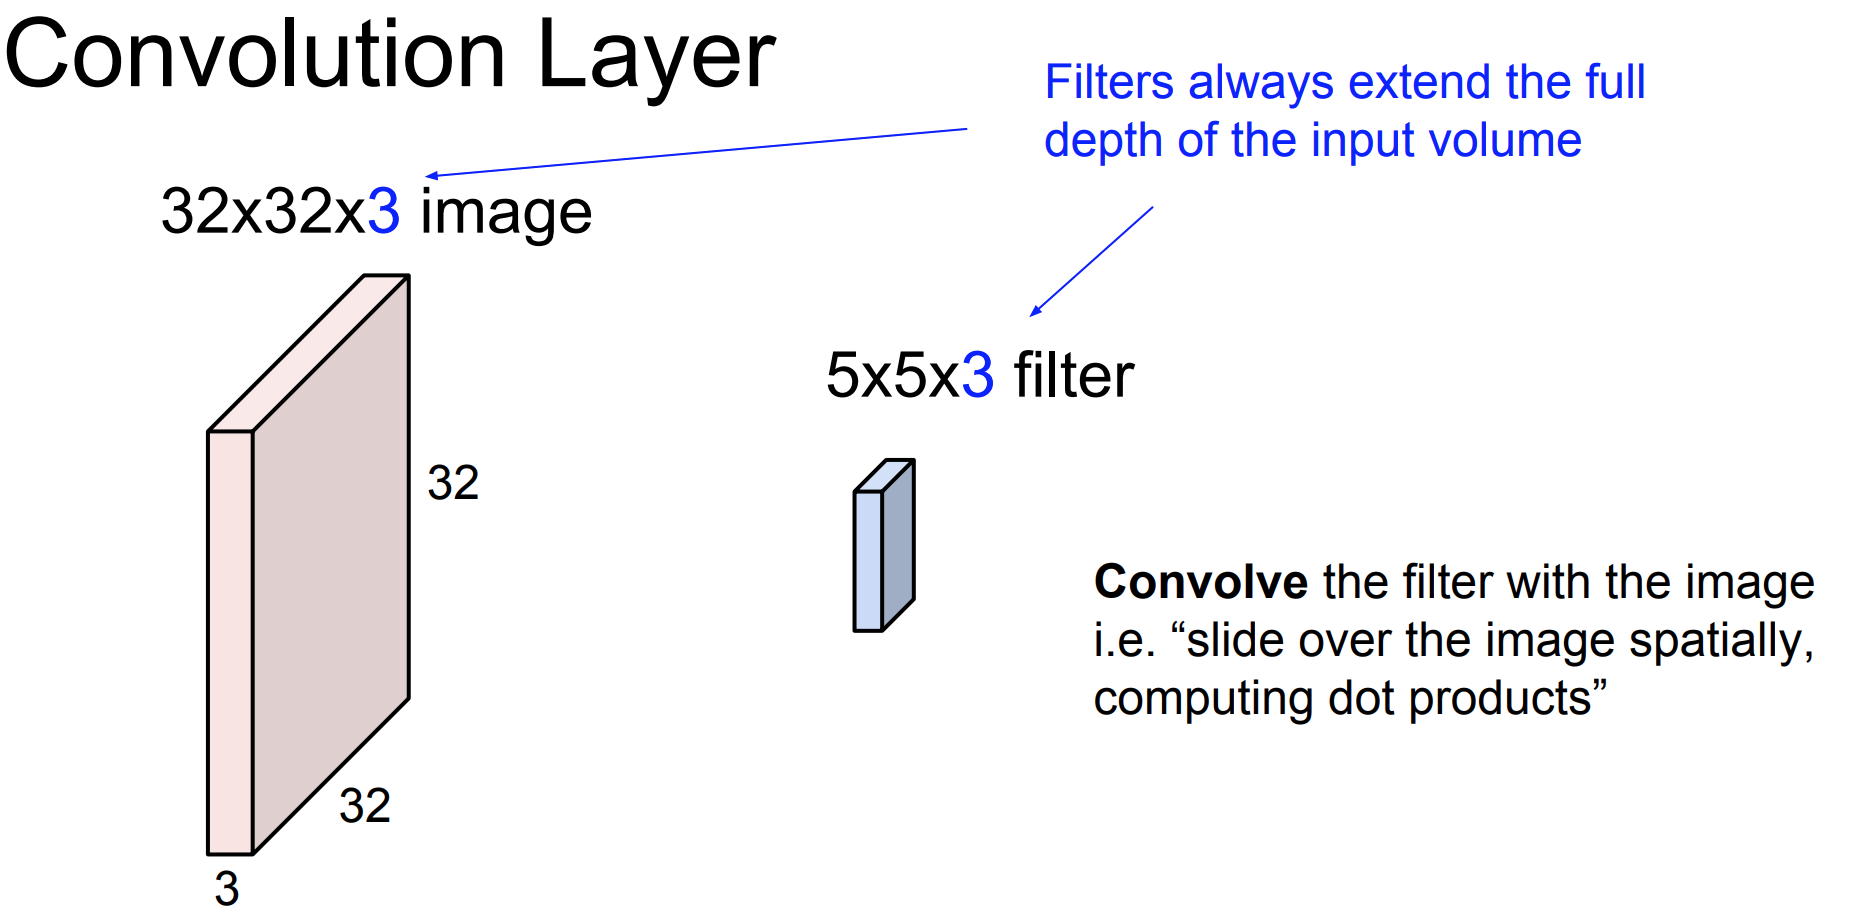 Convolution Layer
Filters always extend the full
depth of the input volume
32x32x3 image
5x5x3 filter
32
32
3
Convolve the filter with the image
i.e. “slide over the image spatially,
computing dot products”